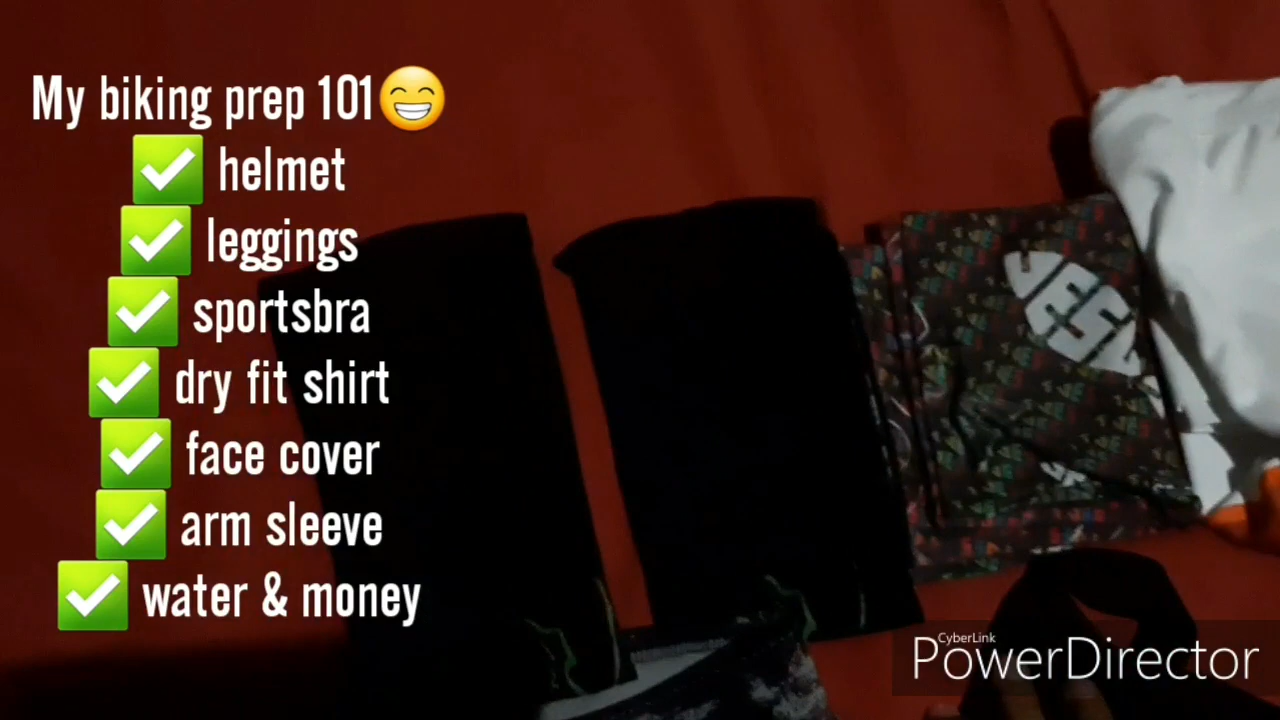 My biking prep 101😁
✅ helmet
✅ leggings
✅ sportsbra
✅ dry fit shirt
✅ face cover
✅ arm sleeve
✅ water & money
CyberLink
PowerDirector